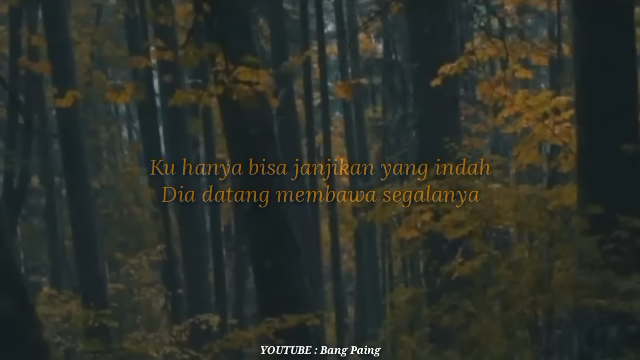 Ku hanya bisa janjikan yang indah
Dia datang membawa segalanya
YOUTUBE : Bang Paing